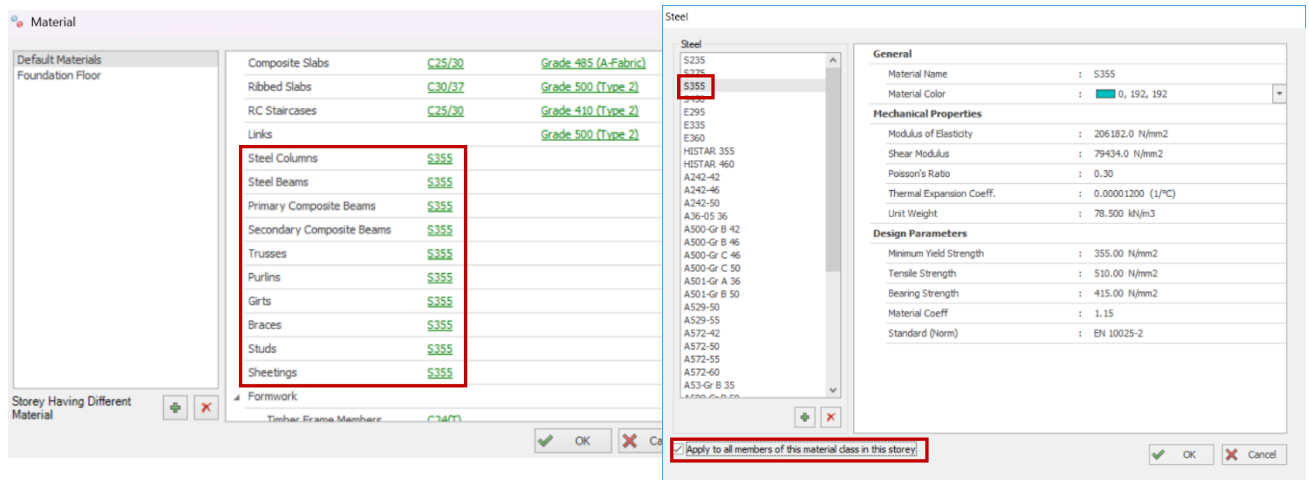 Material
Default Materials
Foundation Floor
Composite Slabs C25/30 Grade 485 (A-Fabric)
Ribbed Slabs C30/37 Grade 500 (Type 2)
RC Staircases C25/30 Grade 410 (Type 2)
Links Grade 500 (Type 2)
Steel Columns S355
Steel Beams S355
Primary Composite Beams S355
Secondary Composite Beams S355
Trusses S355
Purlins S355
Girts S355
Braces S355
Studs S355
Sheetings S355
Formwork
Timber Frame Members C24(T)
Storey Having Different
Material
OK Ca
Steel
Steel
S235
S275
S355
S450
E295
E335
E360
HISTAR 355
HISTAR 460
A242-42
A242-46
A242-50
A36-05 36
A500-Gr B 42
A500-Gr B 46
A500-Gr C 46
A500-Gr C 50
A501-Gr A 36
A501-Gr B 50
A529-50
A529-55
A572-42
A572-50
A572-55
A572-60
A53-Gr B 35
General
Material Name : S355
Material Color : 0, 192, 192
Mechanical Properties
Modulus of Elasticity : 206182.0 N/mm2
Shear Modulus : 79434.0 N/mm2
Poisson's Ratio : 0.30
Thermal Expansion Coeff. : 0.00001200 (1/°C)
Unit Weight : 78.500 kN/m3
Design Parameters
Minimum Yield Strength : 355.00 N/mm2
Tensile Strength : 510.00 N/mm2
Bearing Strength : 415.00 N/mm2
Material Coeff : 1.15
Standard (Norm) : EN 10025-2
Apply to all members of this material class in this storey
OK Cancel